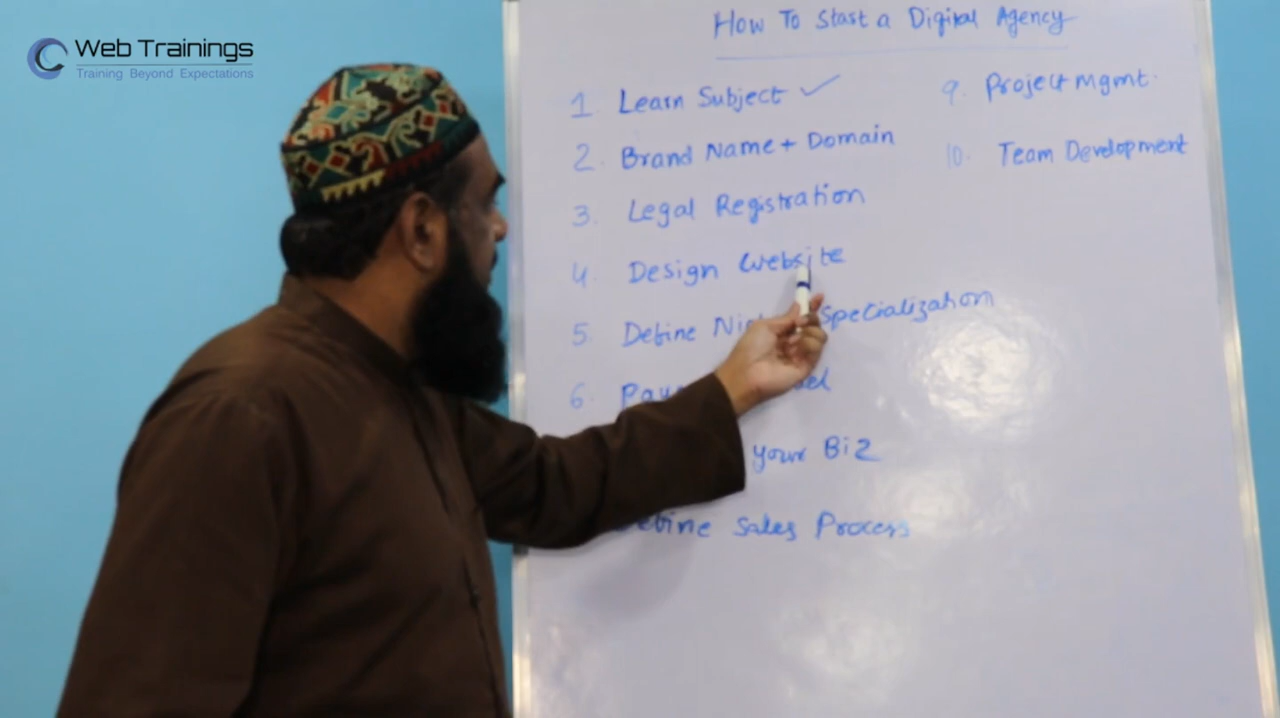 Web Trainings
Training Beyond Expectations
How To Start a Digital Agency
1. Learn Subject ✓
2. Brand Name + Domain
3. Legal Registration
4. Design Website
5. Define Specialization
6.
your Biz
Define Sales Process
9. Project Mgmt.
10. Team Development